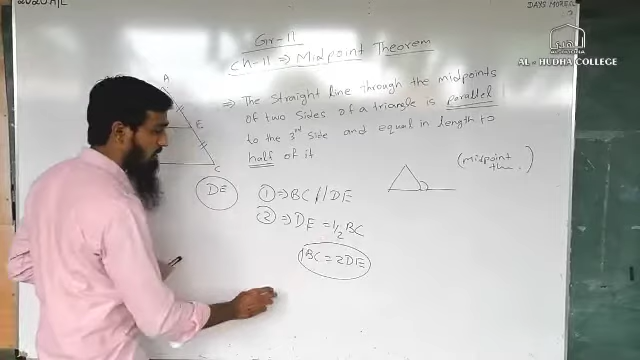 2020 A/L
DAYS MORE
Gr-11
Ch-11 ⇒ Midpoint Theorem
AL - HUDHA COLLEGE
⇒ The straight line through the midpoints
of two sides of a triangle is parallel
to the 3rd side and equal in length to
half of it
A
E
C
DE
① ⇒ BC // DE
② ⇒ DE = 1/2 BC
BC = 2DE
(midpoint
thm.)